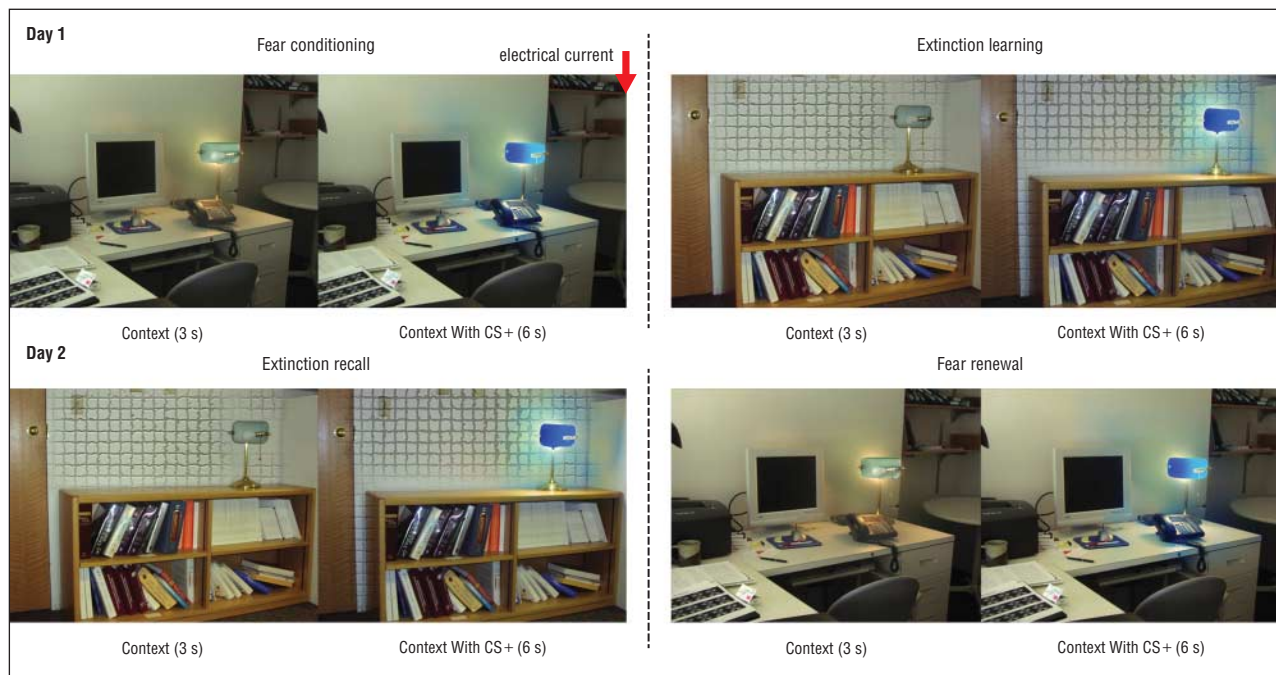 Day 1
Fear conditioning
electrical current
Extinction learning
Context (3 s)
Context With CS+ (6 s)
Context (3 s)
Context With CS+ (6 s)
Day 2
Extinction recall
Fear renewal
Context (3 s)
Context With CS+ (6 s)
Context (3 s)
Context With CS+ (6 s)